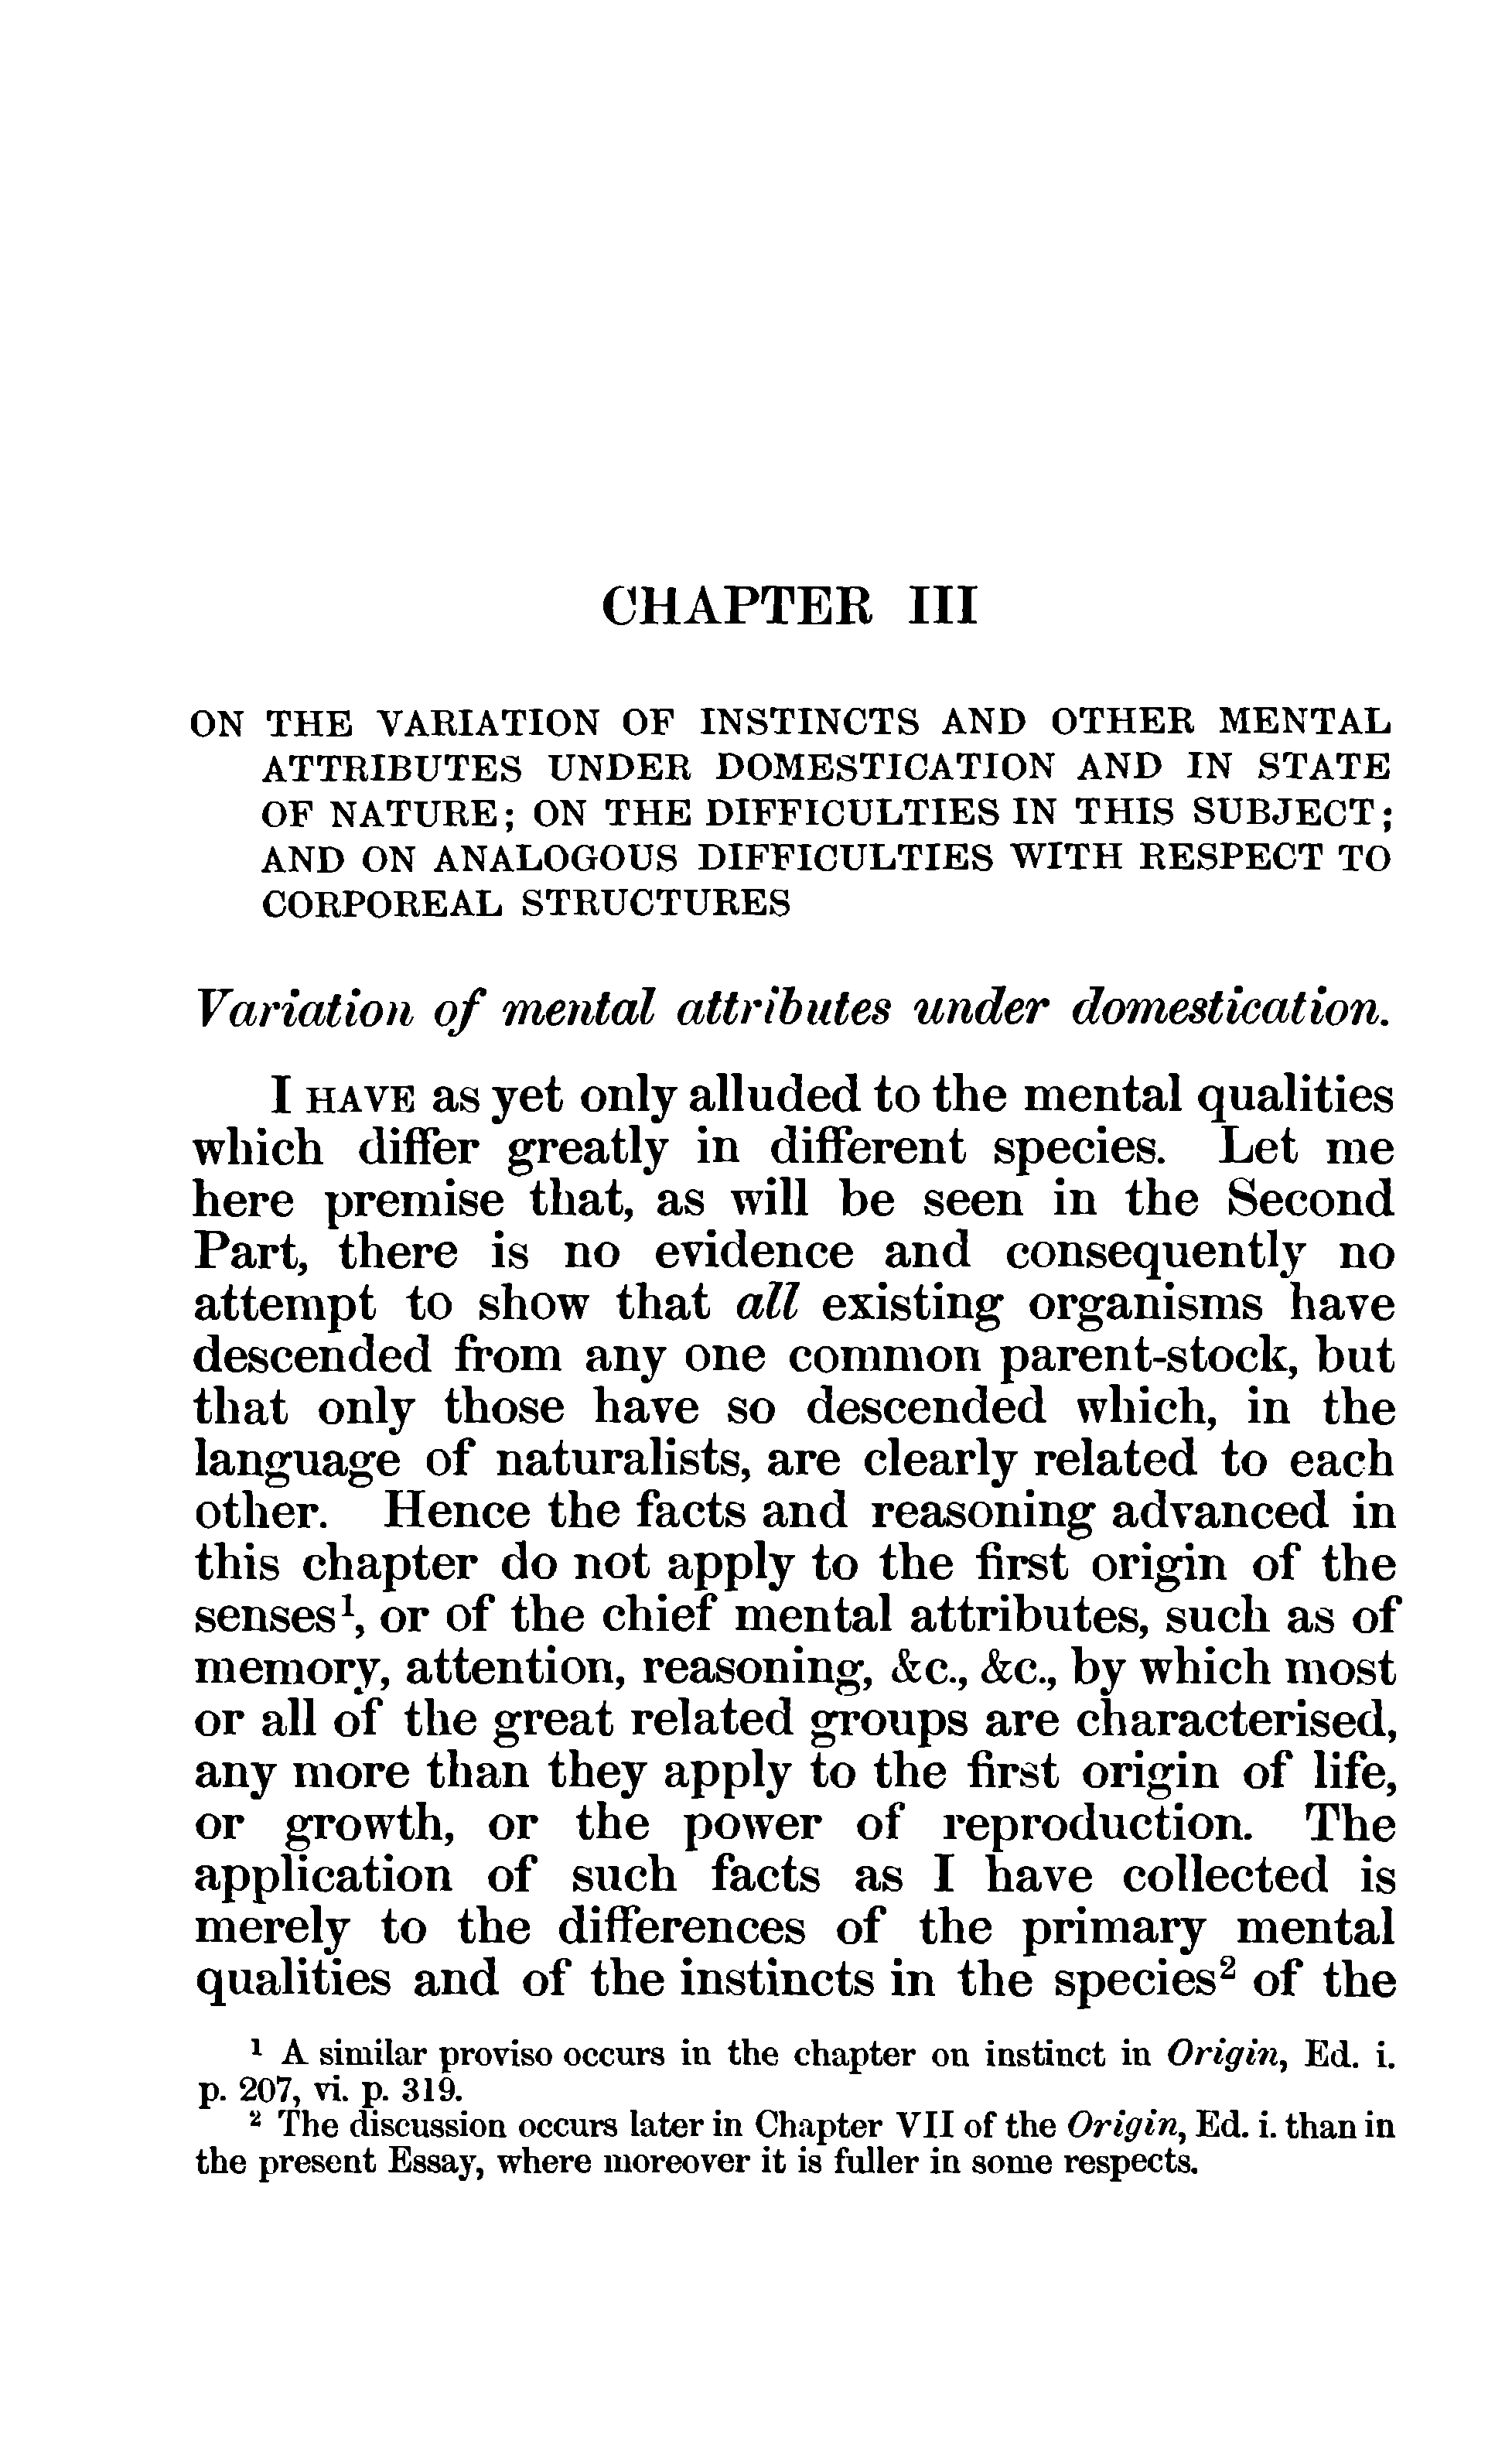 CHAPTER III
ON THE VARIATION OF INSTINCTS AND OTHER MENTAL
ATTRIBUTES UNDER DOMESTICATION AND IN STATE
OF NATURE; ON THE DIFFICULTIES IN THIS SUBJECT;
AND ON ANALOGOUS DIFFICULTIES WITH RESPECT TO
CORPOREAL STRUCTURES
Variation of mental attributes under domestication.
I HAVE as yet only alluded to the mental qualities
which differ greatly in different species. Let me
here premise that, as will be seen in the Second
Part, there is no evidence and consequently no
attempt to show that all existing organisms have
descended from any one common parent-stock, but
that only those have so descended which, in the
language of naturalists, are clearly related to each
other. Hence the facts and reasoning advanced in
this chapter do not apply to the first origin of the
senses¹, or of the chief mental attributes, such as of
memory, attention, reasoning, &c., &c., by which most
or all of the great related groups are characterised,
any more than they apply to the first origin of life,
or growth, or the power of reproduction. The
application of such facts as I have collected is
merely to the differences of the primary mental
qualities and of the instincts in the species² of the
¹ A similar proviso occurs in the chapter on instinct in Origin, Ed. i.
p. 207, vi. p. 319.
² The discussion occurs later in Chapter VII of the Origin, Ed. i. than in
the present Essay, where moreover it is fuller in some respects.